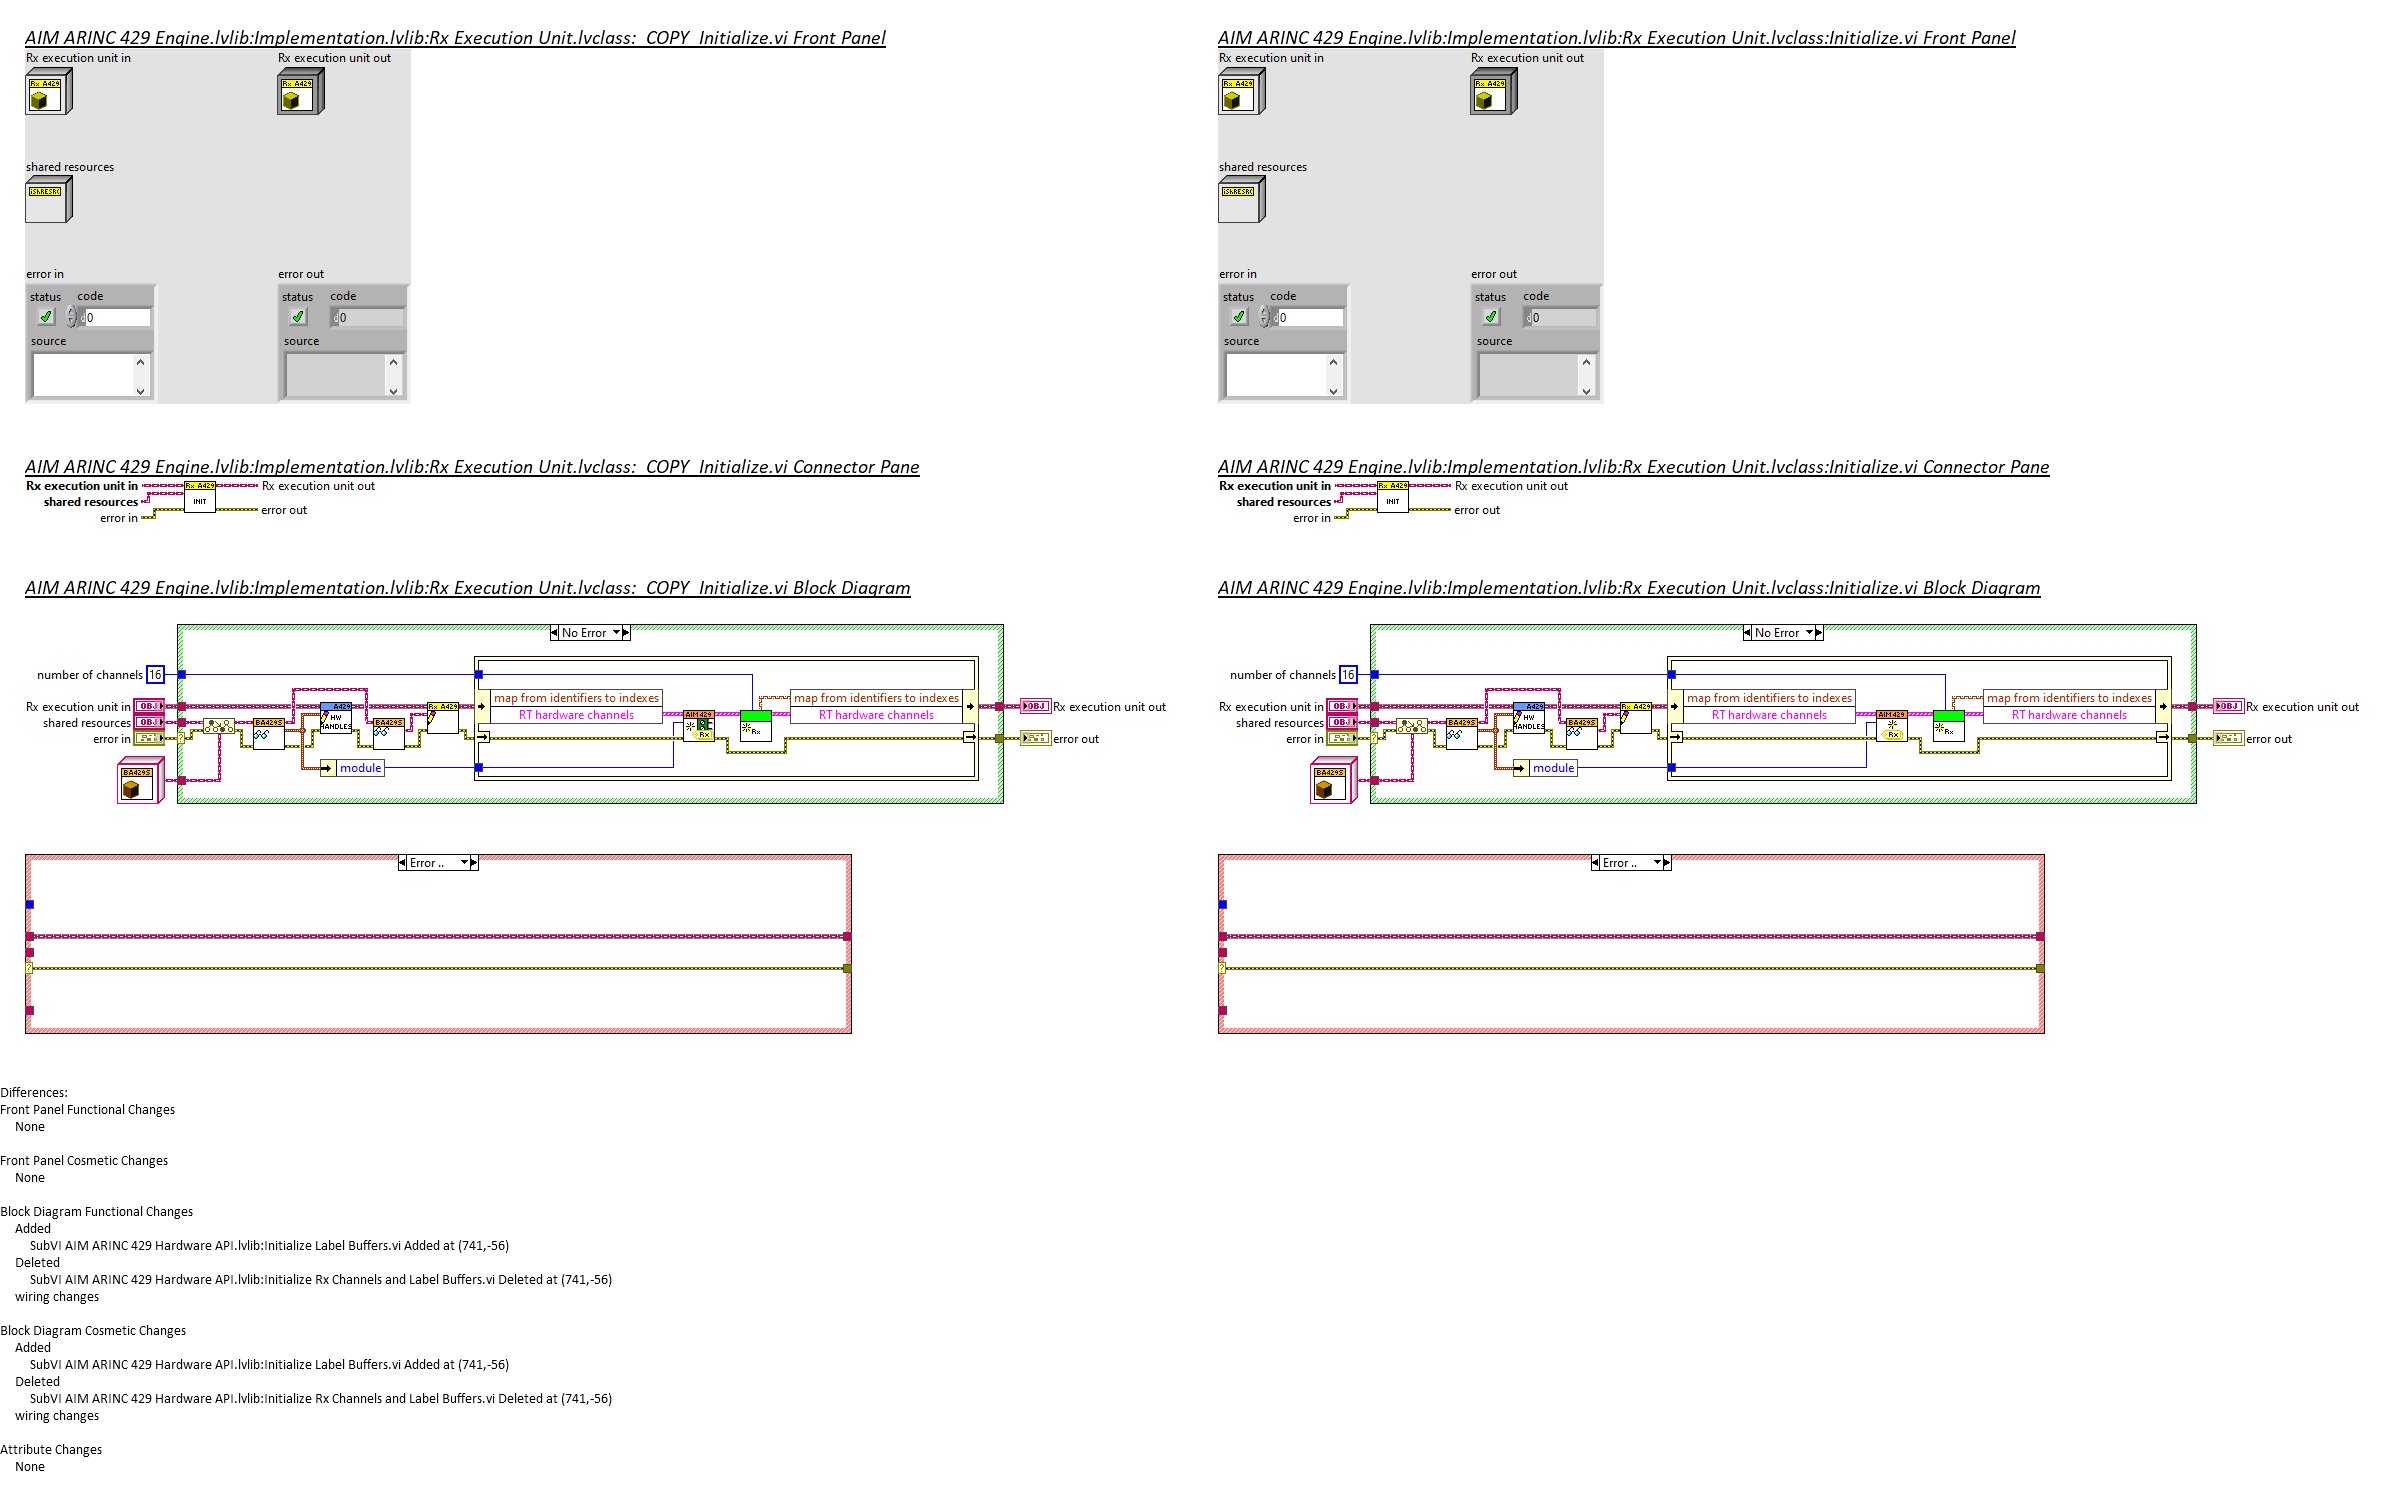 AIM ARINC 429 Engine.lvlib:Implementation.lvlib:Rx Execution Unit.lvclass:_COPY_Initialize.vi Front Panel
Rx execution unit in
Rx execution unit out
Rx A429
Rx A429
shared resources
iShRESRC
error in
error out
status
code
status
code
0
0
source
source
AIM ARINC 429 Engine.lvlib:Implementation.lvlib:Rx Execution Unit.lvclass:_COPY_Initialize.vi Connector Pane
Rx execution unit in
Rx A429
Rx execution unit out
shared resources
INIT
error in
error out
AIM ARINC 429 Engine.lvlib:Implementation.lvlib:Rx Execution Unit.lvclass:_COPY_Initialize.vi Block Diagram
No Error
number of channels
16
map from identifiers to indexes
map from identifiers to indexes
Rx execution unit in
OBJ
A429
Rx A429
OBJ
Rx execution unit out
RT hardware channels
RT hardware channels
shared resources
OBJ
BA429S
HW HANDLES
BA429S
AIM 429
Rx
Rx
error in
error out
module
BA429S
Error ..
AIM ARINC 429 Engine.lvlib:Implementation.lvlib:Rx Execution Unit.lvclass:Initialize.vi Front Panel
Rx execution unit in
Rx execution unit out
Rx A429
Rx A429
shared resources
iShRESRC
error in
error out
status
code
status
code
0
0
source
source
AIM ARINC 429 Engine.lvlib:Implementation.lvlib:Rx Execution Unit.lvclass:Initialize.vi Connector Pane
Rx execution unit in
Rx A429
Rx execution unit out
shared resources
INIT
error in
error out
AIM ARINC 429 Engine.lvlib:Implementation.lvlib:Rx Execution Unit.lvclass:Initialize.vi Block Diagram
No Error
number of channels
16
map from identifiers to indexes
map from identifiers to indexes
Rx execution unit in
OBJ
A429
Rx A429
OBJ
Rx execution unit out
RT hardware channels
RT hardware channels
shared resources
OBJ
BA429S
HW HANDLES
BA429S
AIM 429
Rx
Rx
error in
error out
module
BA429S
Error ..
Differences:
Front Panel Functional Changes
None
Front Panel Cosmetic Changes
None
Block Diagram Functional Changes
Added
SubVI AIM ARINC 429 Hardware API.lvlib:Initialize Label Buffers.vi Added at (741,-56)
Deleted
SubVI AIM ARINC 429 Hardware API.lvlib:Initialize Rx Channels and Label Buffers.vi Deleted at (741,-56)
wiring changes
Block Diagram Cosmetic Changes
Added
SubVI AIM ARINC 429 Hardware API.lvlib:Initialize Label Buffers.vi Added at (741,-56)
Deleted
SubVI AIM ARINC 429 Hardware API.lvlib:Initialize Rx Channels and Label Buffers.vi Deleted at (741,-56)
wiring changes
Attribute Changes
None